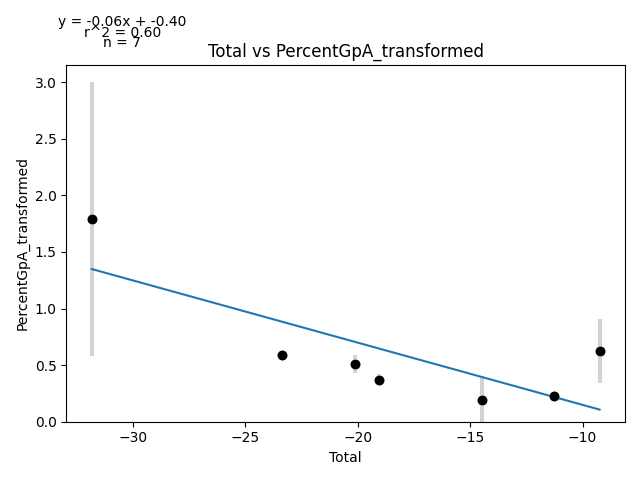 y = -0.06x + -0.40
r^2 = 0.60
n = 7
Total vs PercentGpA_transformed
3.0
2.5
2.0
1.5
1.0
0.5
0.0
PercentGpA_transformed
−30
−25
−20
−15
−10
Total